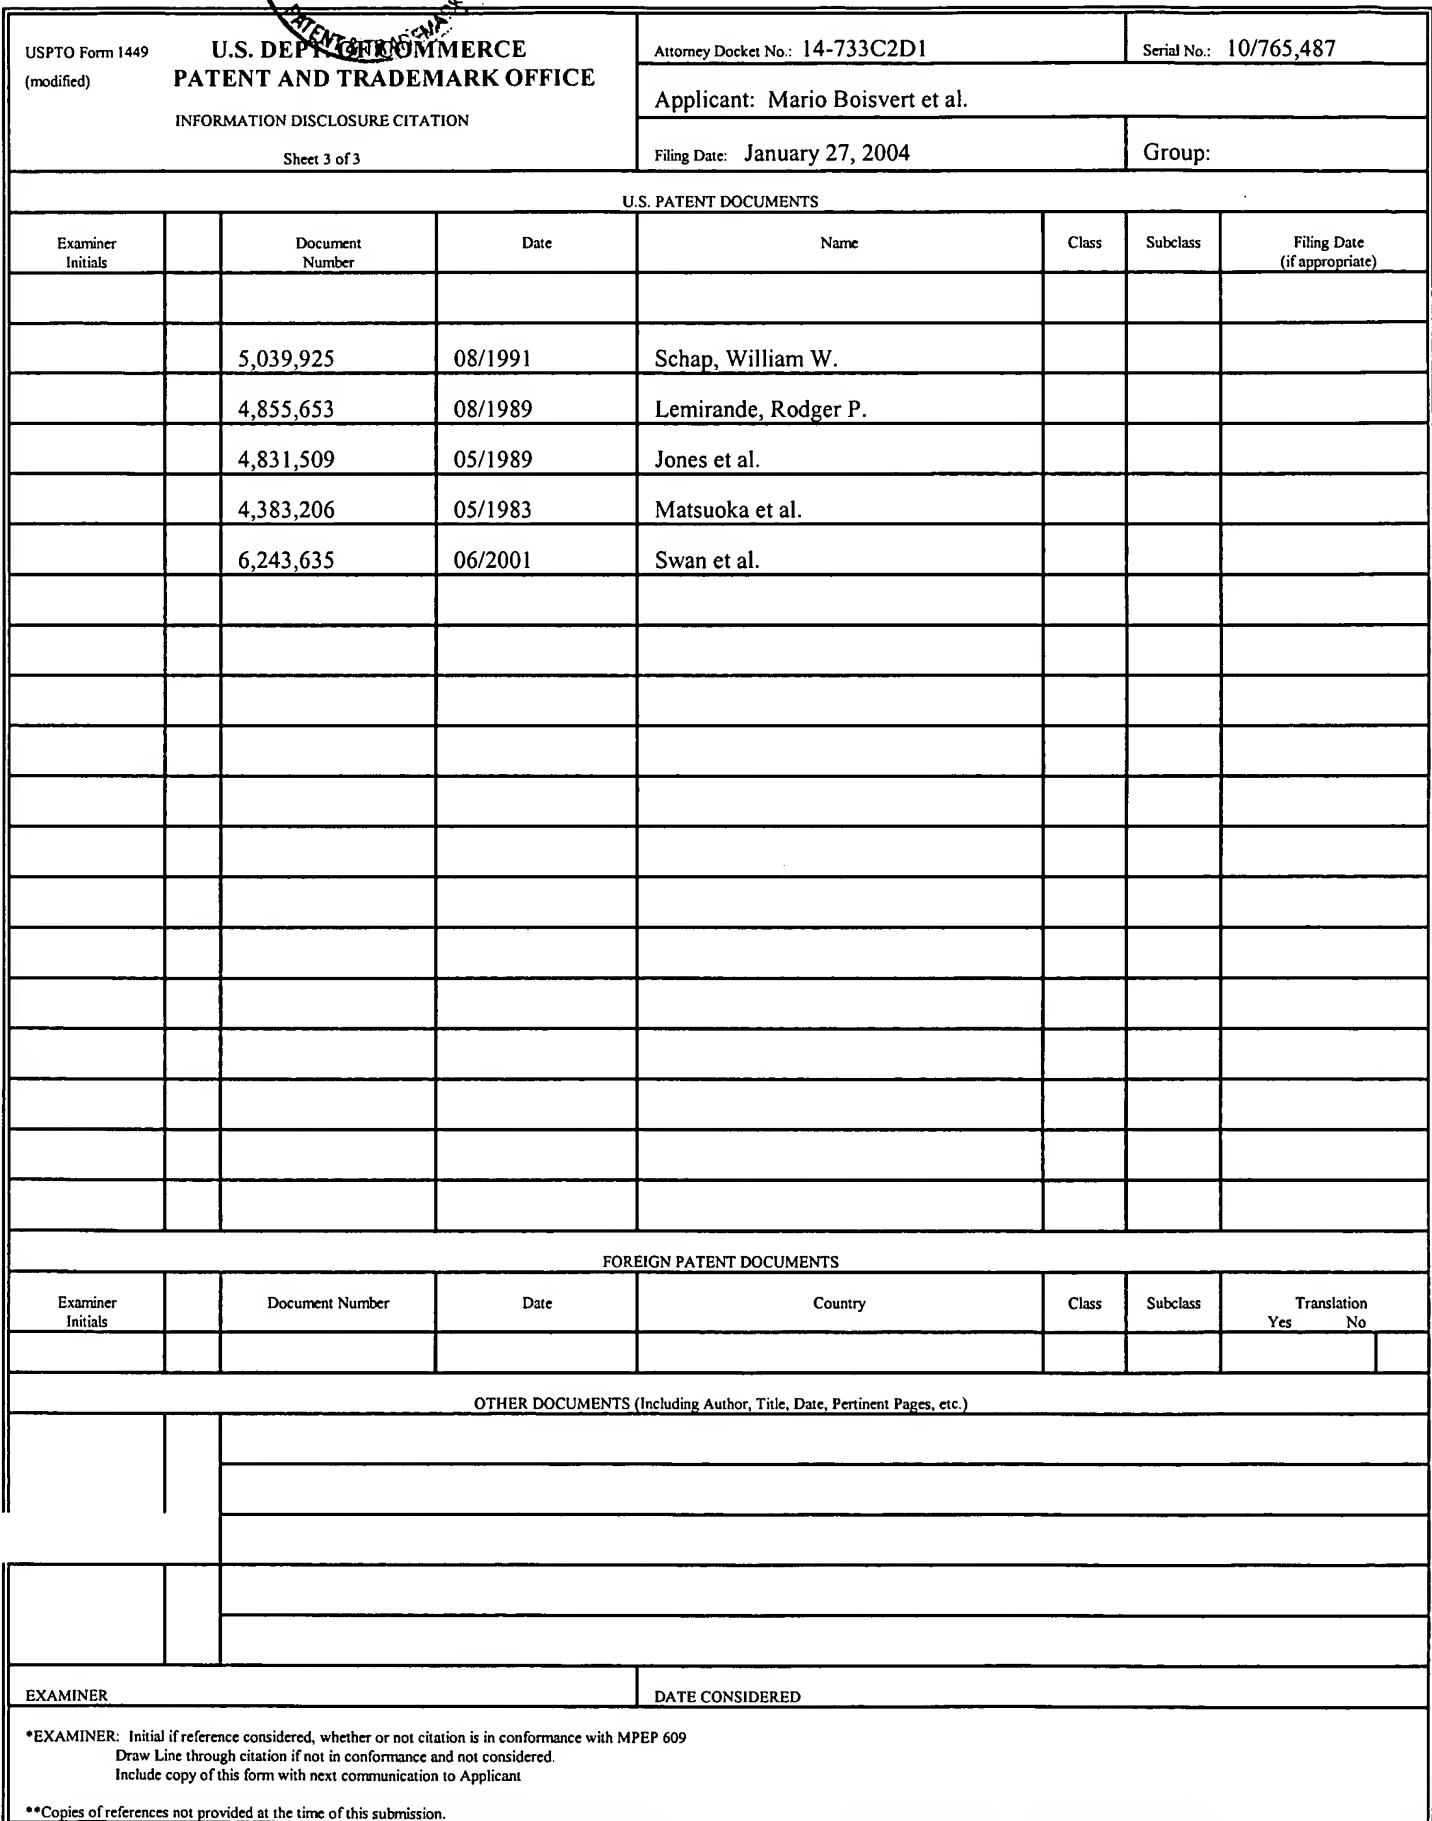 PATENT & TRADEMARK
USPTO Form 1449
(modified)
U.S. DEPT. OF COMMERCE
PATENT AND TRADEMARK OFFICE
INFORMATION DISCLOSURE CITATION
Sheet 3 of 3
Attorney Docket No.: 14-733C2D1
Serial No.: 10/765,487
Applicant: Mario Boisvert et al.
Filing Date: January 27, 2004
Group:
U.S. PATENT DOCUMENTS
Examiner Initials Document Number Date Name Class Subclass Filing Date (if appropriate)
5,039,925 08/1991 Schap, William W.
4,855,653 08/1989 Lemirande, Rodger P.
4,831,509 05/1989 Jones et al.
4,383,206 05/1983 Matsuoka et al.
6,243,635 06/2001 Swan et al.
FOREIGN PATENT DOCUMENTS
Examiner Initials Document Number Date Country Class Subclass Translation Yes No
OTHER DOCUMENTS (Including Author, Title, Date, Pertinent Pages, etc.)
EXAMINER
DATE CONSIDERED
*EXAMINER: Initial if reference considered, whether or not citation is in conformance with MPEP 609
Draw Line through citation if not in conformance and not considered.
Include copy of this form with next communication to Applicant
**Copies of references not provided at the time of this submission.